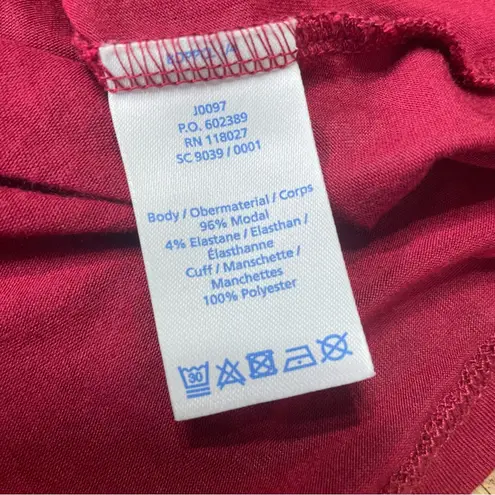 J0097
P.O. 602389
RN 118027
SC 9039 / 0001
Body / Obermaterial / Corps
96% Modal
4% Elastane / Elasthan /
Élasthanne
Cuff / Manschette /
Manchettes
100% Polyester
30